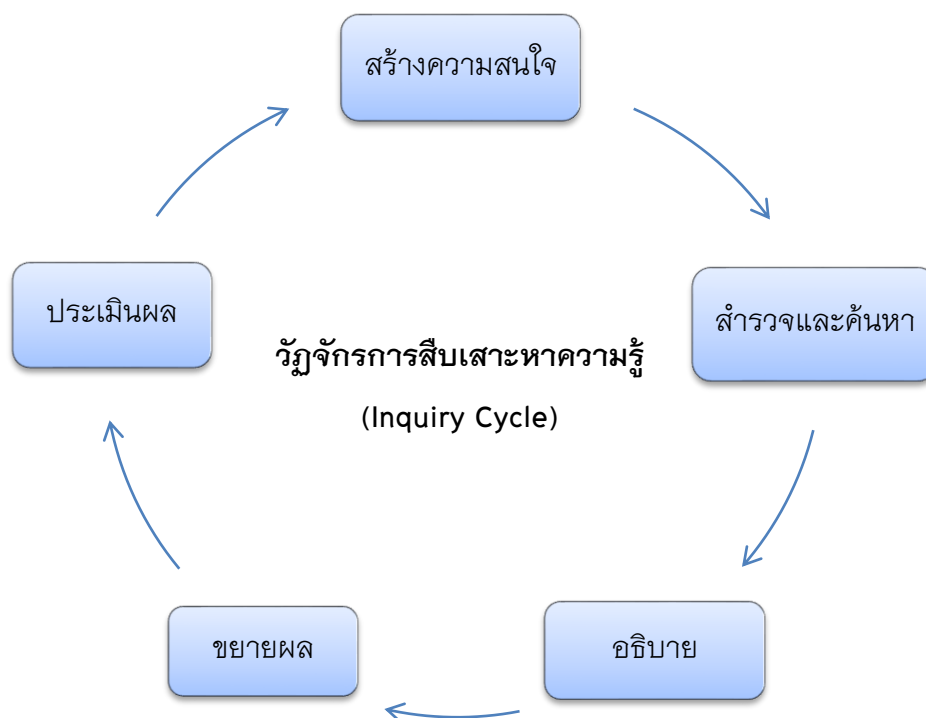 สร้างความสนใจ
สำรวจและค้นหา
อธิบาย
ขยายผล
ประเมินผล
วัฏจักรการสืบเสาะหาความรู้
(Inquiry Cycle)